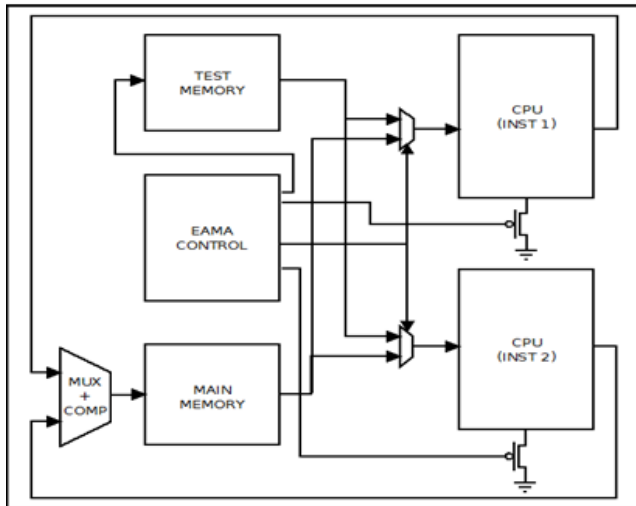 TEST
MEMORY
CPU
(INST 1)
EAMA
CONTROL
CPU
(INST 2)
MUX
+
COMP
MAIN
MEMORY